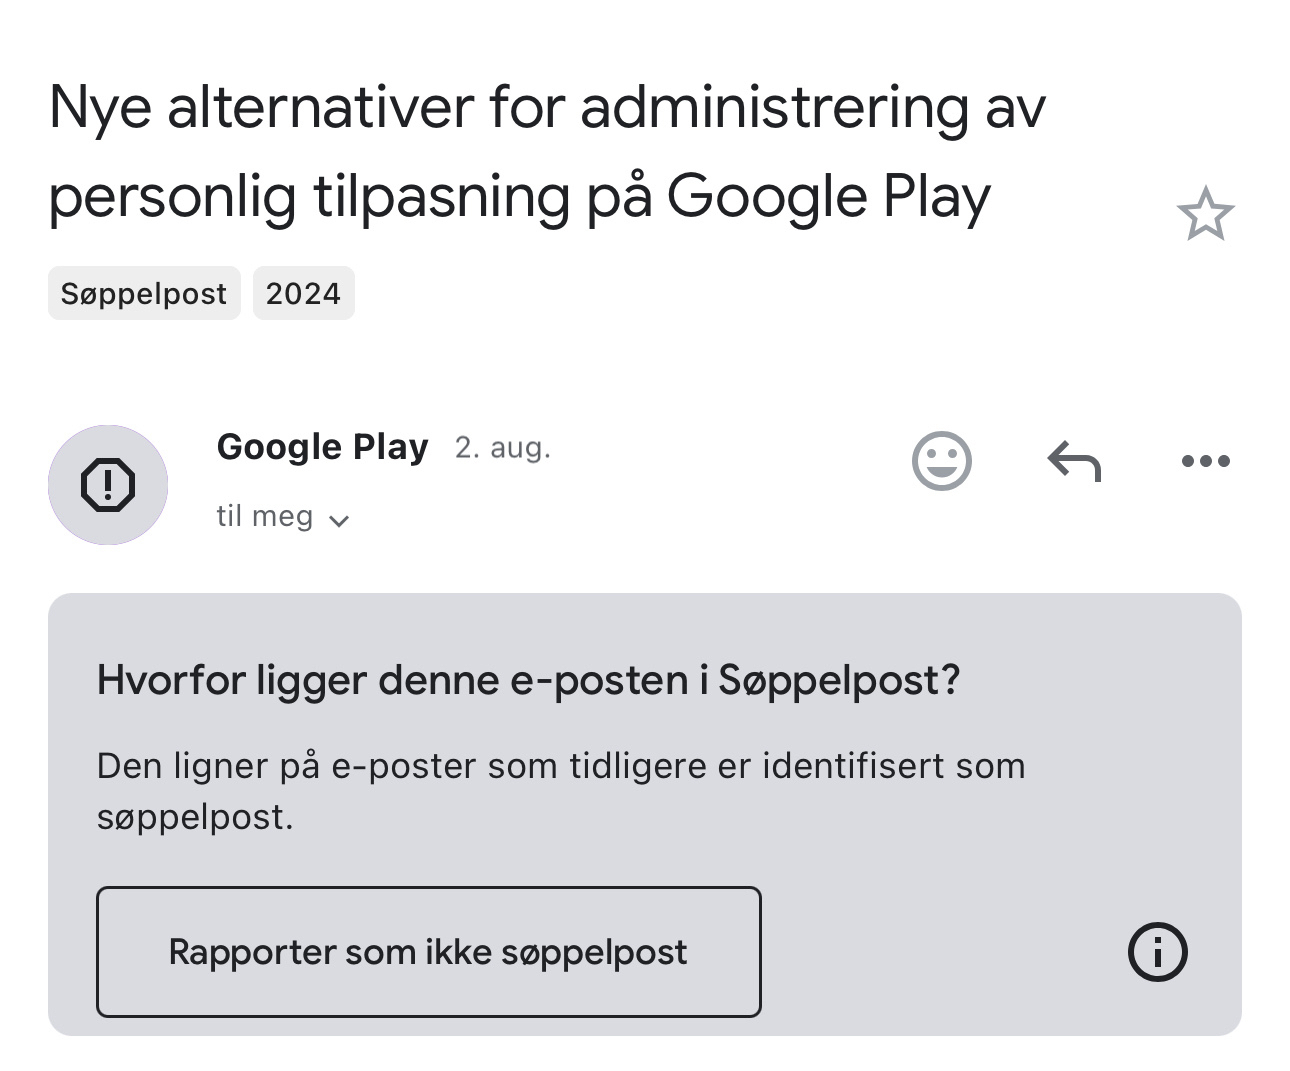 Nye alternativer for administrering av
personlig tilpasning på Google Play
Søppelpost 2024
Google Play 2. aug.
til meg
Hvorfor ligger denne e-posten i Søppelpost?
Den ligner på e-poster som tidligere er identifisert som
søppelpost.
Rapporter som ikke søppelpost